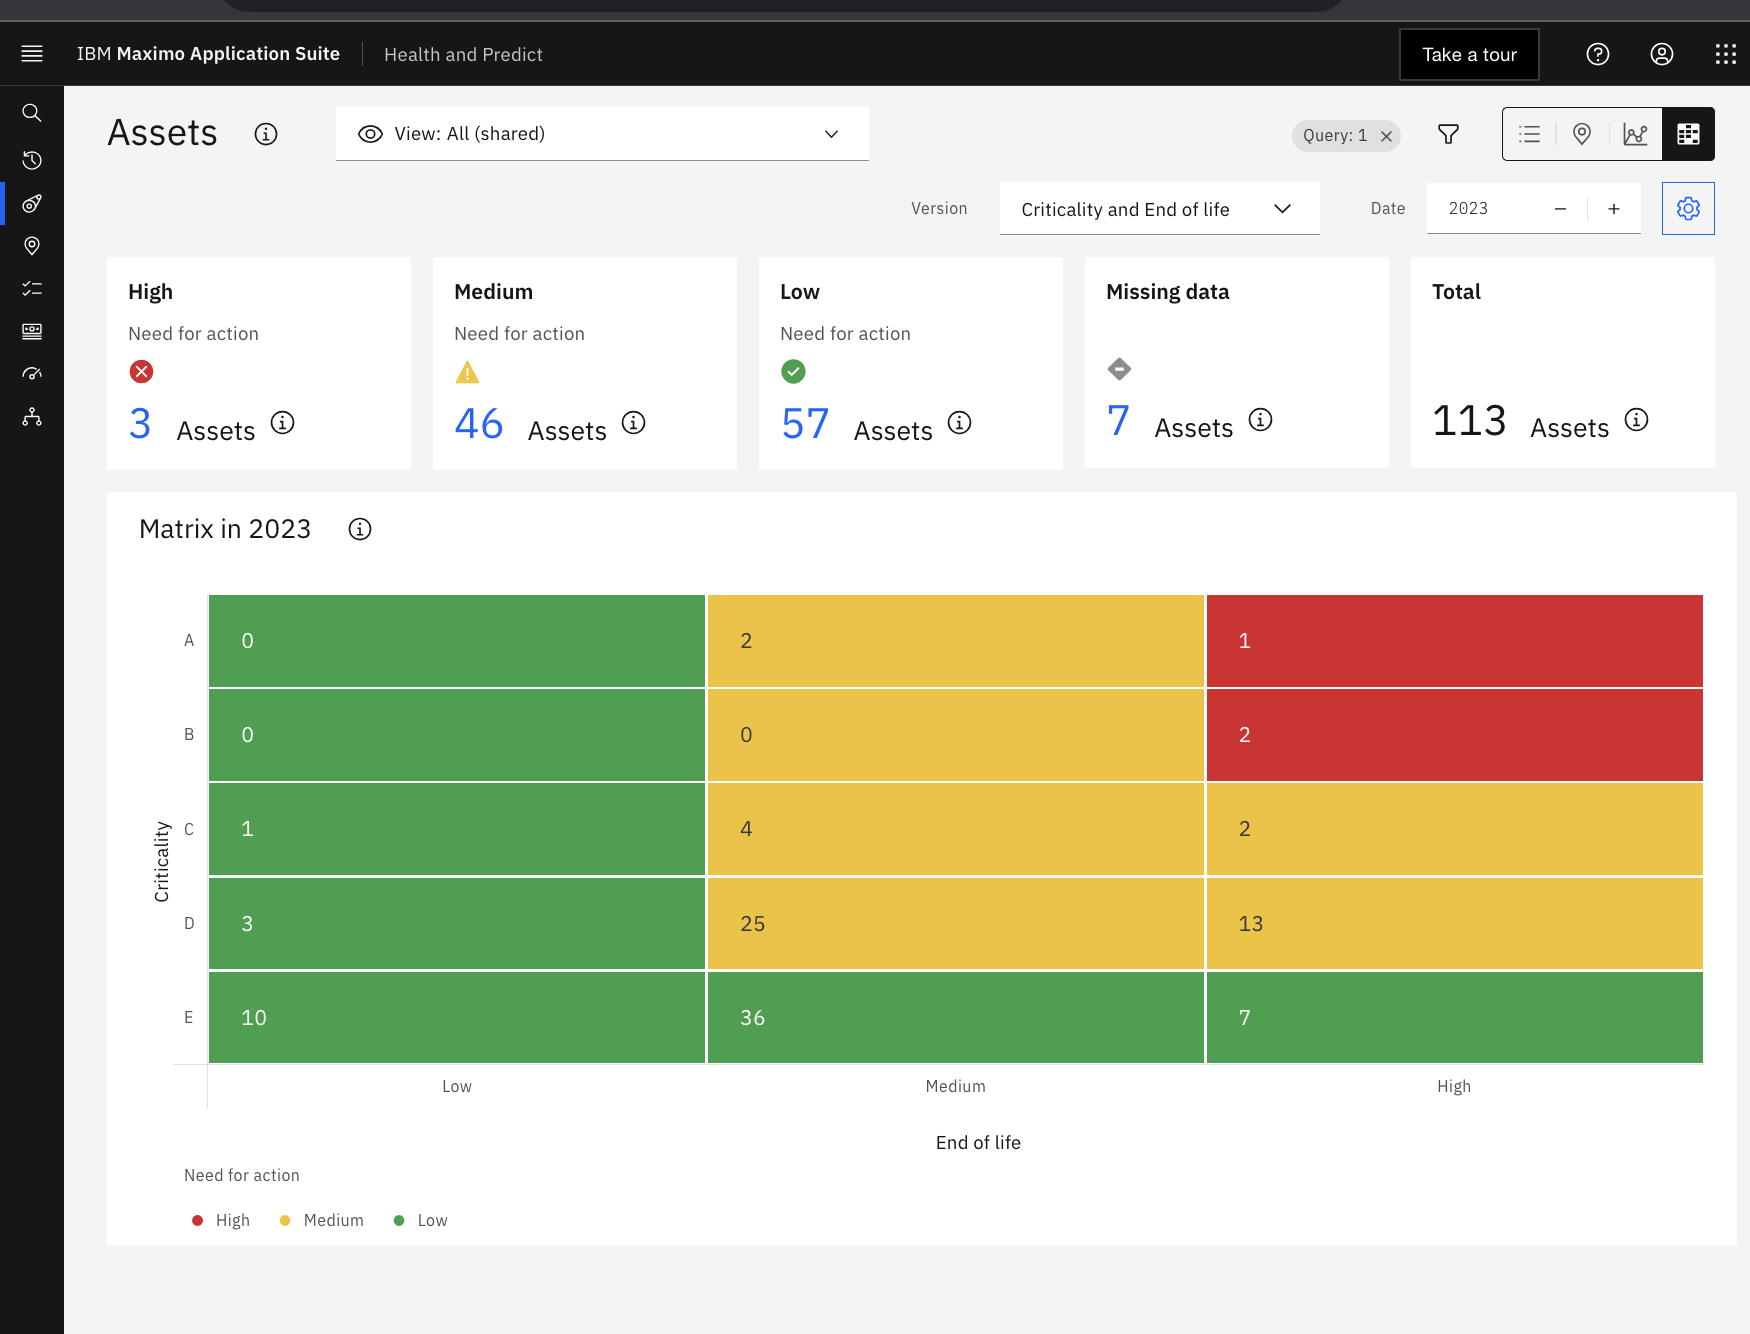 IBM Maximo Application Suite
Health and Predict
Take a tour
Assets
View: All (shared)
Query: 1
Version
Criticality and End of life
Date
2023
High
Need for action
3 Assets
Medium
Need for action
46 Assets
Low
Need for action
57 Assets
Missing data
7 Assets
Total
113 Assets
Matrix in 2023
Criticality
A 0 2 1
B 0 0 2
C 1 4 2
D 3 25 13
E 10 36 7
Low Medium High
End of life
Need for action
High Medium Low